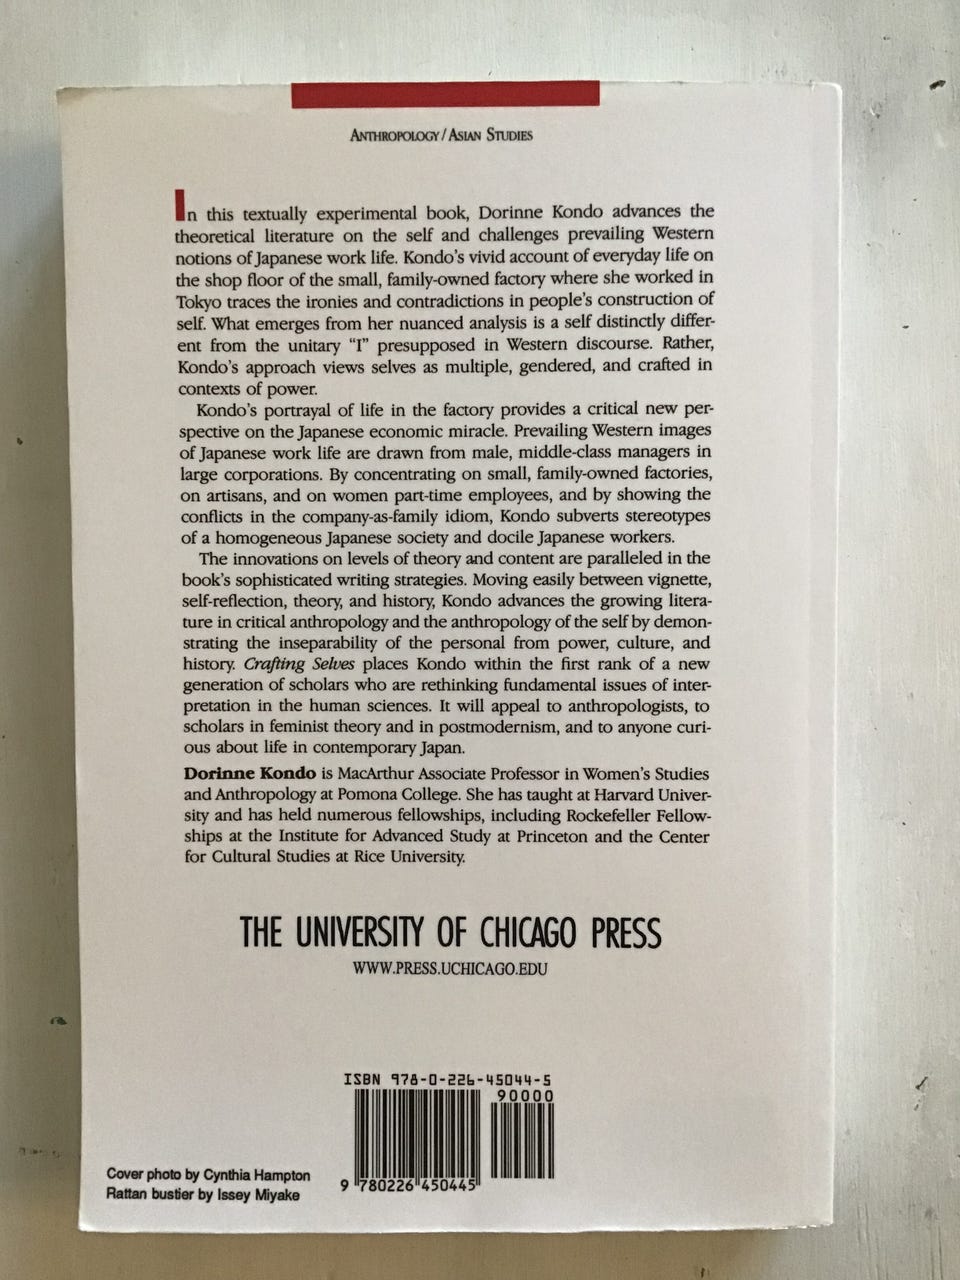 Anthropology/Asian Studies
In this textually experimental book, Dorinne Kondo advances the
theoretical literature on the self and challenges prevailing Western
notions of Japanese work life. Kondo's vivid account of everyday life on
the shop floor of the small, family-owned factory where she worked in
Tokyo traces the ironies and contradictions in people's construction of
self. What emerges from her nuanced analysis is a self distinctly differ-
ent from the unitary "I" presupposed in Western discourse. Rather,
Kondo's approach views selves as multiple, gendered, and crafted in
contexts of power.
Kondo's portrayal of life in the factory provides a critical new per-
spective on the Japanese economic miracle. Prevailing Western images
of Japanese work life are drawn from male, middle-class managers in
large corporations. By concentrating on small, family-owned factories,
on artisans, and on women part-time employees, and by showing the
conflicts in the company-as-family idiom, Kondo subverts stereotypes
of a homogeneous Japanese society and docile Japanese workers.
The innovations on levels of theory and content are paralleled in the
book's sophisticated writing strategies. Moving easily between vignette,
self-reflection, theory, and history, Kondo advances the growing litera-
ture in critical anthropology and the anthropology of the self by demon-
strating the inseparability of the personal from power, culture, and
history. Crafting Selves places Kondo within the first rank of a new
generation of scholars who are rethinking fundamental issues of inter-
pretation in the human sciences. It will appeal to anthropologists, to
scholars in feminist theory and in postmodernism, and to anyone curi-
ous about life in contemporary Japan.
Dorinne Kondo is MacArthur Associate Professor in Women's Studies
and Anthropology at Pomona College. She has taught at Harvard Univer-
sity and has held numerous fellowships, including Rockefeller Fellow-
ships at the Institute for Advanced Study at Princeton and the Center
for Cultural Studies at Rice University.
THE UNIVERSITY OF CHICAGO PRESS
WWW.PRESS.UCHICAGO.EDU
ISBN 978-0-226-45044-5
90000
9 780226 450445
Cover photo by Cynthia Hampton
Rattan bustier by Issey Miyake